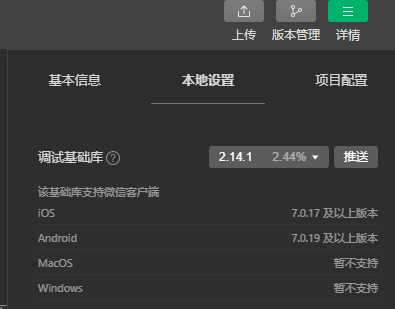 上传 版本管理 详情
基本信息 本地设置 项目配置
调试基础库 ? 2.14.1 2.44% 推送
该基础库支持微信客户端
iOS 7.0.17 及以上版本
Android 7.0.19 及以上版本
MacOS 暂不支持
Windows 暂不支持